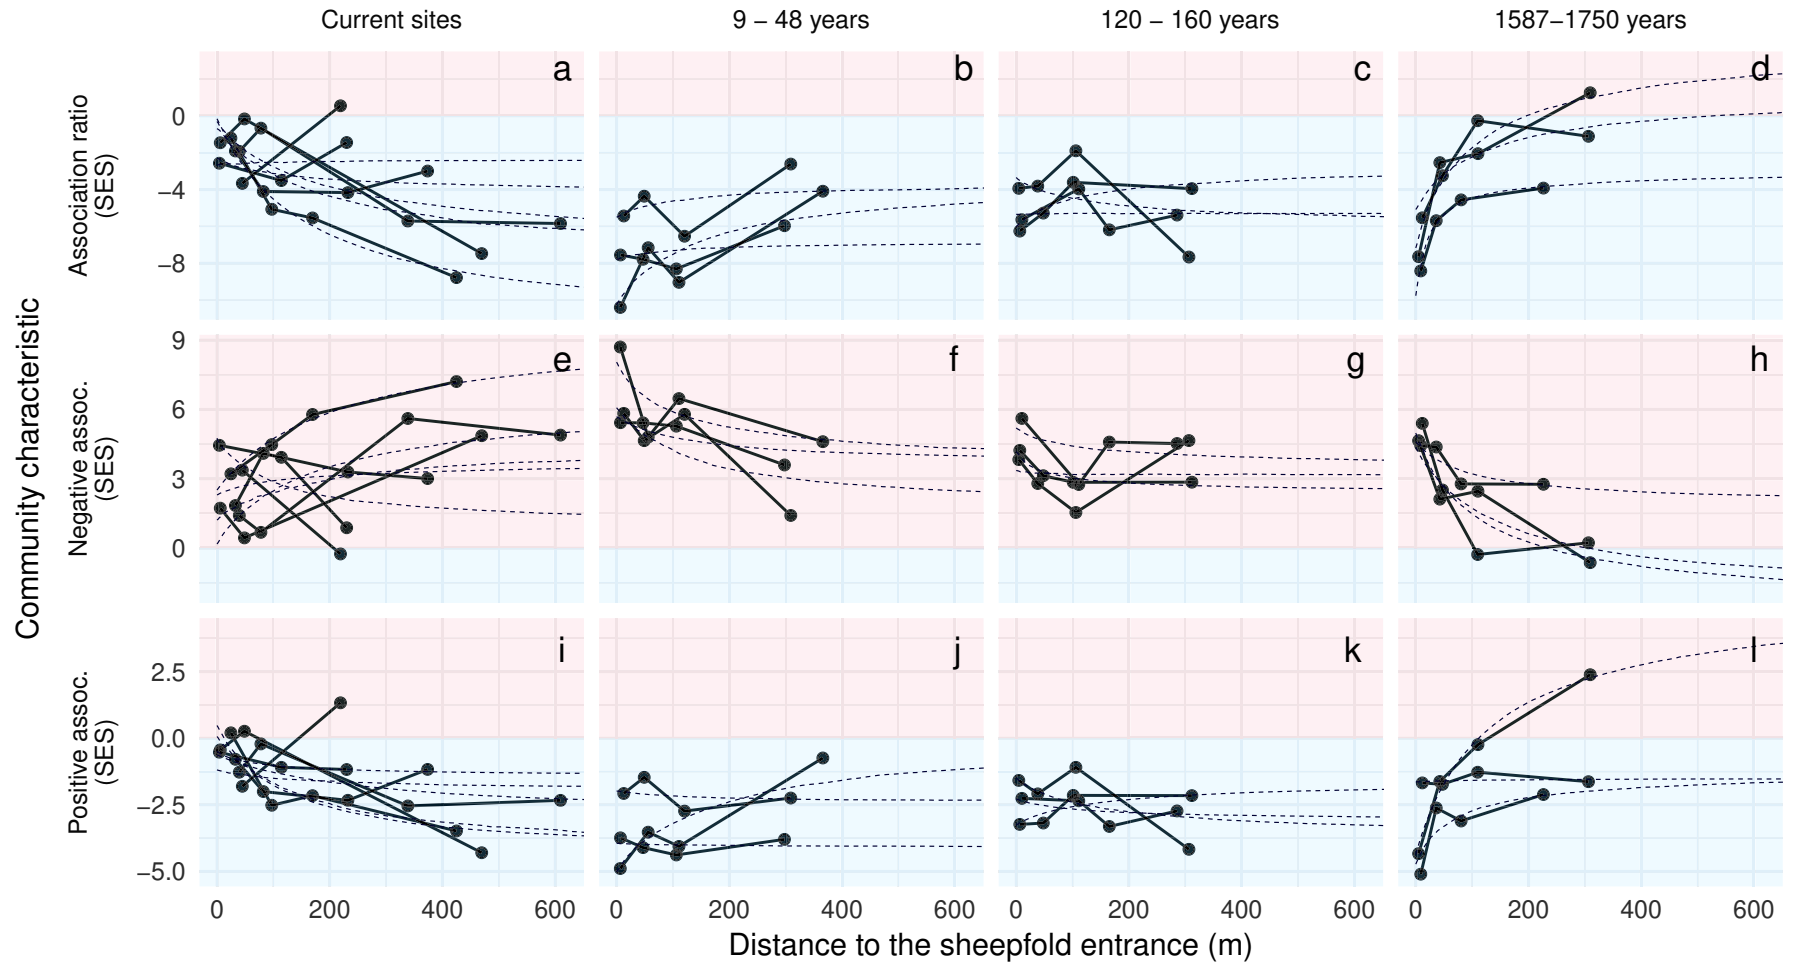 Current sites
9 – 48 years
120 – 160 years
1587–1750 years
Community characteristic
Association ratio
(SES)
0
−4
−8
a
b
c
d
Negative assoc.
(SES)
9
6
3
0
e
f
g
h
Positive assoc.
(SES)
2.5
0.0
−2.5
−5.0
i
j
k
l
0 200 400 600
0 200 400 600
0 200 400 600
0 200 400 600
Distance to the sheepfold entrance (m)